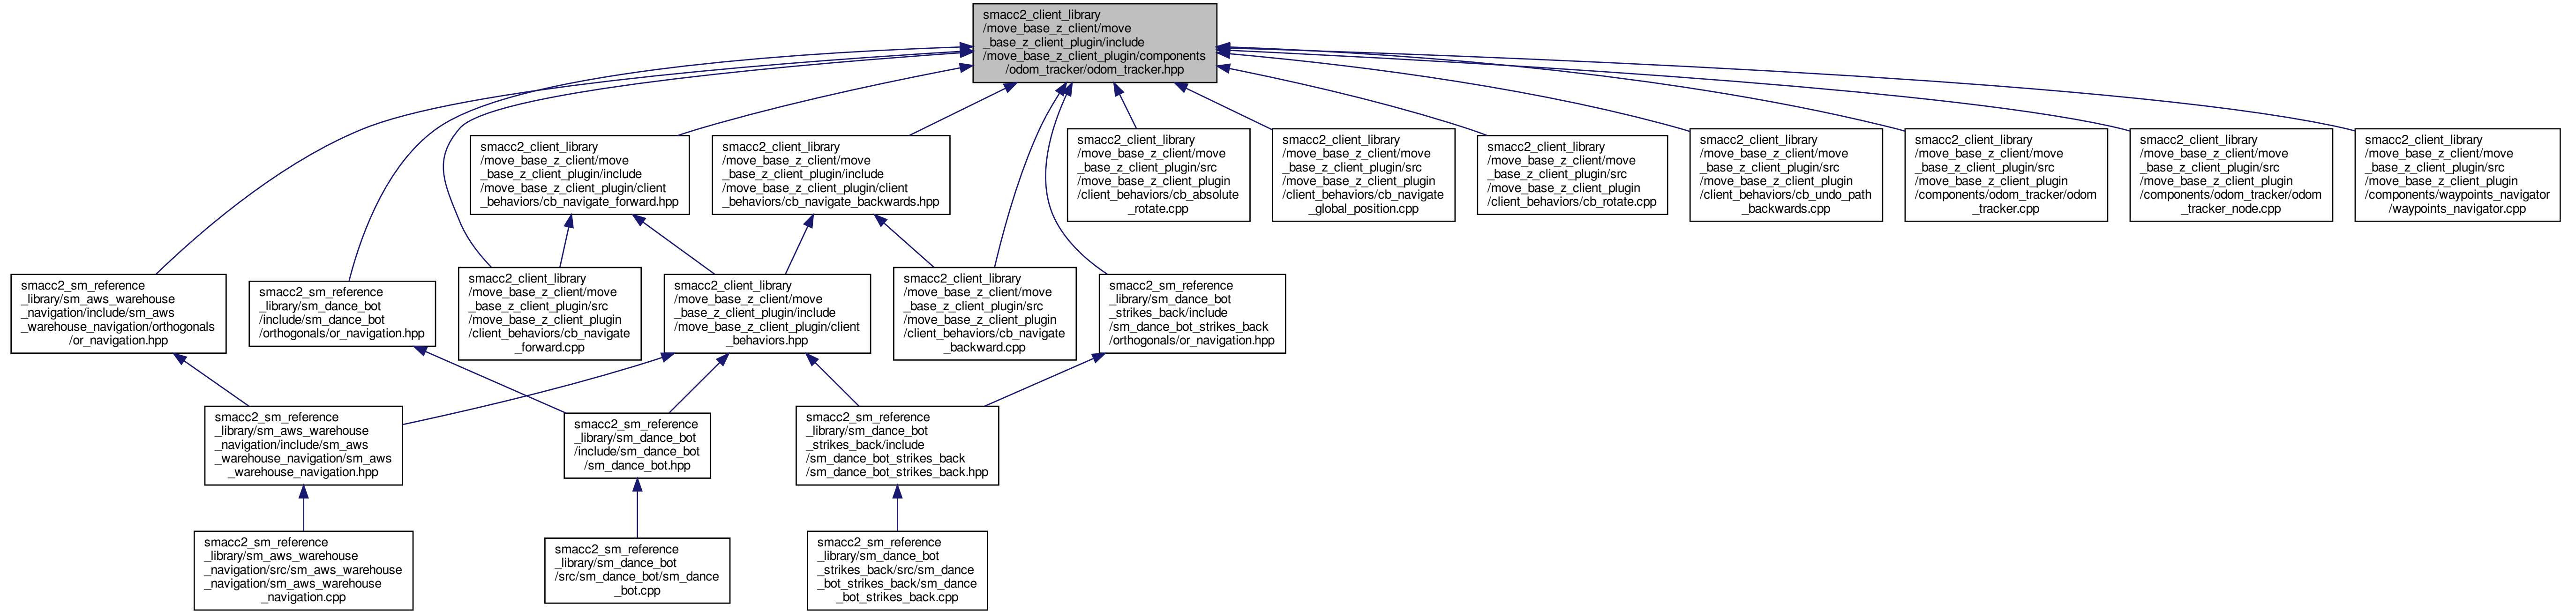 smacc2_client_library
/move_base_z_client/move
_base_z_client_plugin/include
/move_base_z_client_plugin/components
/odom_tracker/odom_tracker.hpp
smacc2_client_library
/move_base_z_client/move
_base_z_client_plugin/include
/move_base_z_client_plugin/client
_behaviors/cb_navigate_forward.hpp
smacc2_client_library
/move_base_z_client/move
_base_z_client_plugin/include
/move_base_z_client_plugin/client
_behaviors/cb_navigate_backwards.hpp
smacc2_client_library
/move_base_z_client/move
_base_z_client_plugin/src
/move_base_z_client_plugin
/client_behaviors/cb_absolute
_rotate.cpp
smacc2_client_library
/move_base_z_client/move
_base_z_client_plugin/src
/move_base_z_client_plugin
/client_behaviors/cb_navigate
_global_position.cpp
smacc2_client_library
/move_base_z_client/move
_base_z_client_plugin/src
/move_base_z_client_plugin
/client_behaviors/cb_rotate.cpp
smacc2_client_library
/move_base_z_client/move
_base_z_client_plugin/src
/move_base_z_client_plugin
/client_behaviors/cb_undo_path
_backwards.cpp
smacc2_client_library
/move_base_z_client/move
_base_z_client_plugin/src
/move_base_z_client_plugin
/components/odom_tracker/odom
_tracker.cpp
smacc2_client_library
/move_base_z_client/move
_base_z_client_plugin/src
/move_base_z_client_plugin
/components/odom_tracker/odom
_tracker_node.cpp
smacc2_client_library
/move_base_z_client/move
_base_z_client_plugin/src
/move_base_z_client_plugin
/components/waypoints_navigator
/waypoints_navigator.cpp
smacc2_sm_reference
_library/sm_aws_warehouse
_navigation/include/sm_aws
_warehouse_navigation/orthogonals
/or_navigation.hpp
smacc2_sm_reference
_library/sm_dance_bot
/include/sm_dance_bot
/orthogonals/or_navigation.hpp
smacc2_client_library
/move_base_z_client/move
_base_z_client_plugin/src
/move_base_z_client_plugin
/client_behaviors/cb_navigate
_forward.cpp
smacc2_client_library
/move_base_z_client/move
_base_z_client_plugin/include
/move_base_z_client_plugin/client
_behaviors.hpp
smacc2_client_library
/move_base_z_client/move
_base_z_client_plugin/src
/move_base_z_client_plugin
/client_behaviors/cb_navigate
_backward.cpp
smacc2_sm_reference
_library/sm_dance_bot
_strikes_back/include
/sm_dance_bot_strikes_back
/orthogonals/or_navigation.hpp
smacc2_sm_reference
_library/sm_aws_warehouse
_navigation/include/sm_aws
_warehouse_navigation/sm_aws
_warehouse_navigation.hpp
smacc2_sm_reference
_library/sm_dance_bot
/include/sm_dance_bot
/sm_dance_bot.hpp
smacc2_sm_reference
_library/sm_dance_bot
_strikes_back/include
/sm_dance_bot_strikes_back
/sm_dance_bot_strikes_back.hpp
smacc2_sm_reference
_library/sm_aws_warehouse
_navigation/src/sm_aws_warehouse
_navigation/sm_aws_warehouse
_navigation.cpp
smacc2_sm_reference
_library/sm_dance_bot
/src/sm_dance_bot/sm_dance
_bot.cpp
smacc2_sm_reference
_library/sm_dance_bot
_strikes_back/src/sm_dance
_bot_strikes_back/sm_dance
_bot_strikes_back.cpp